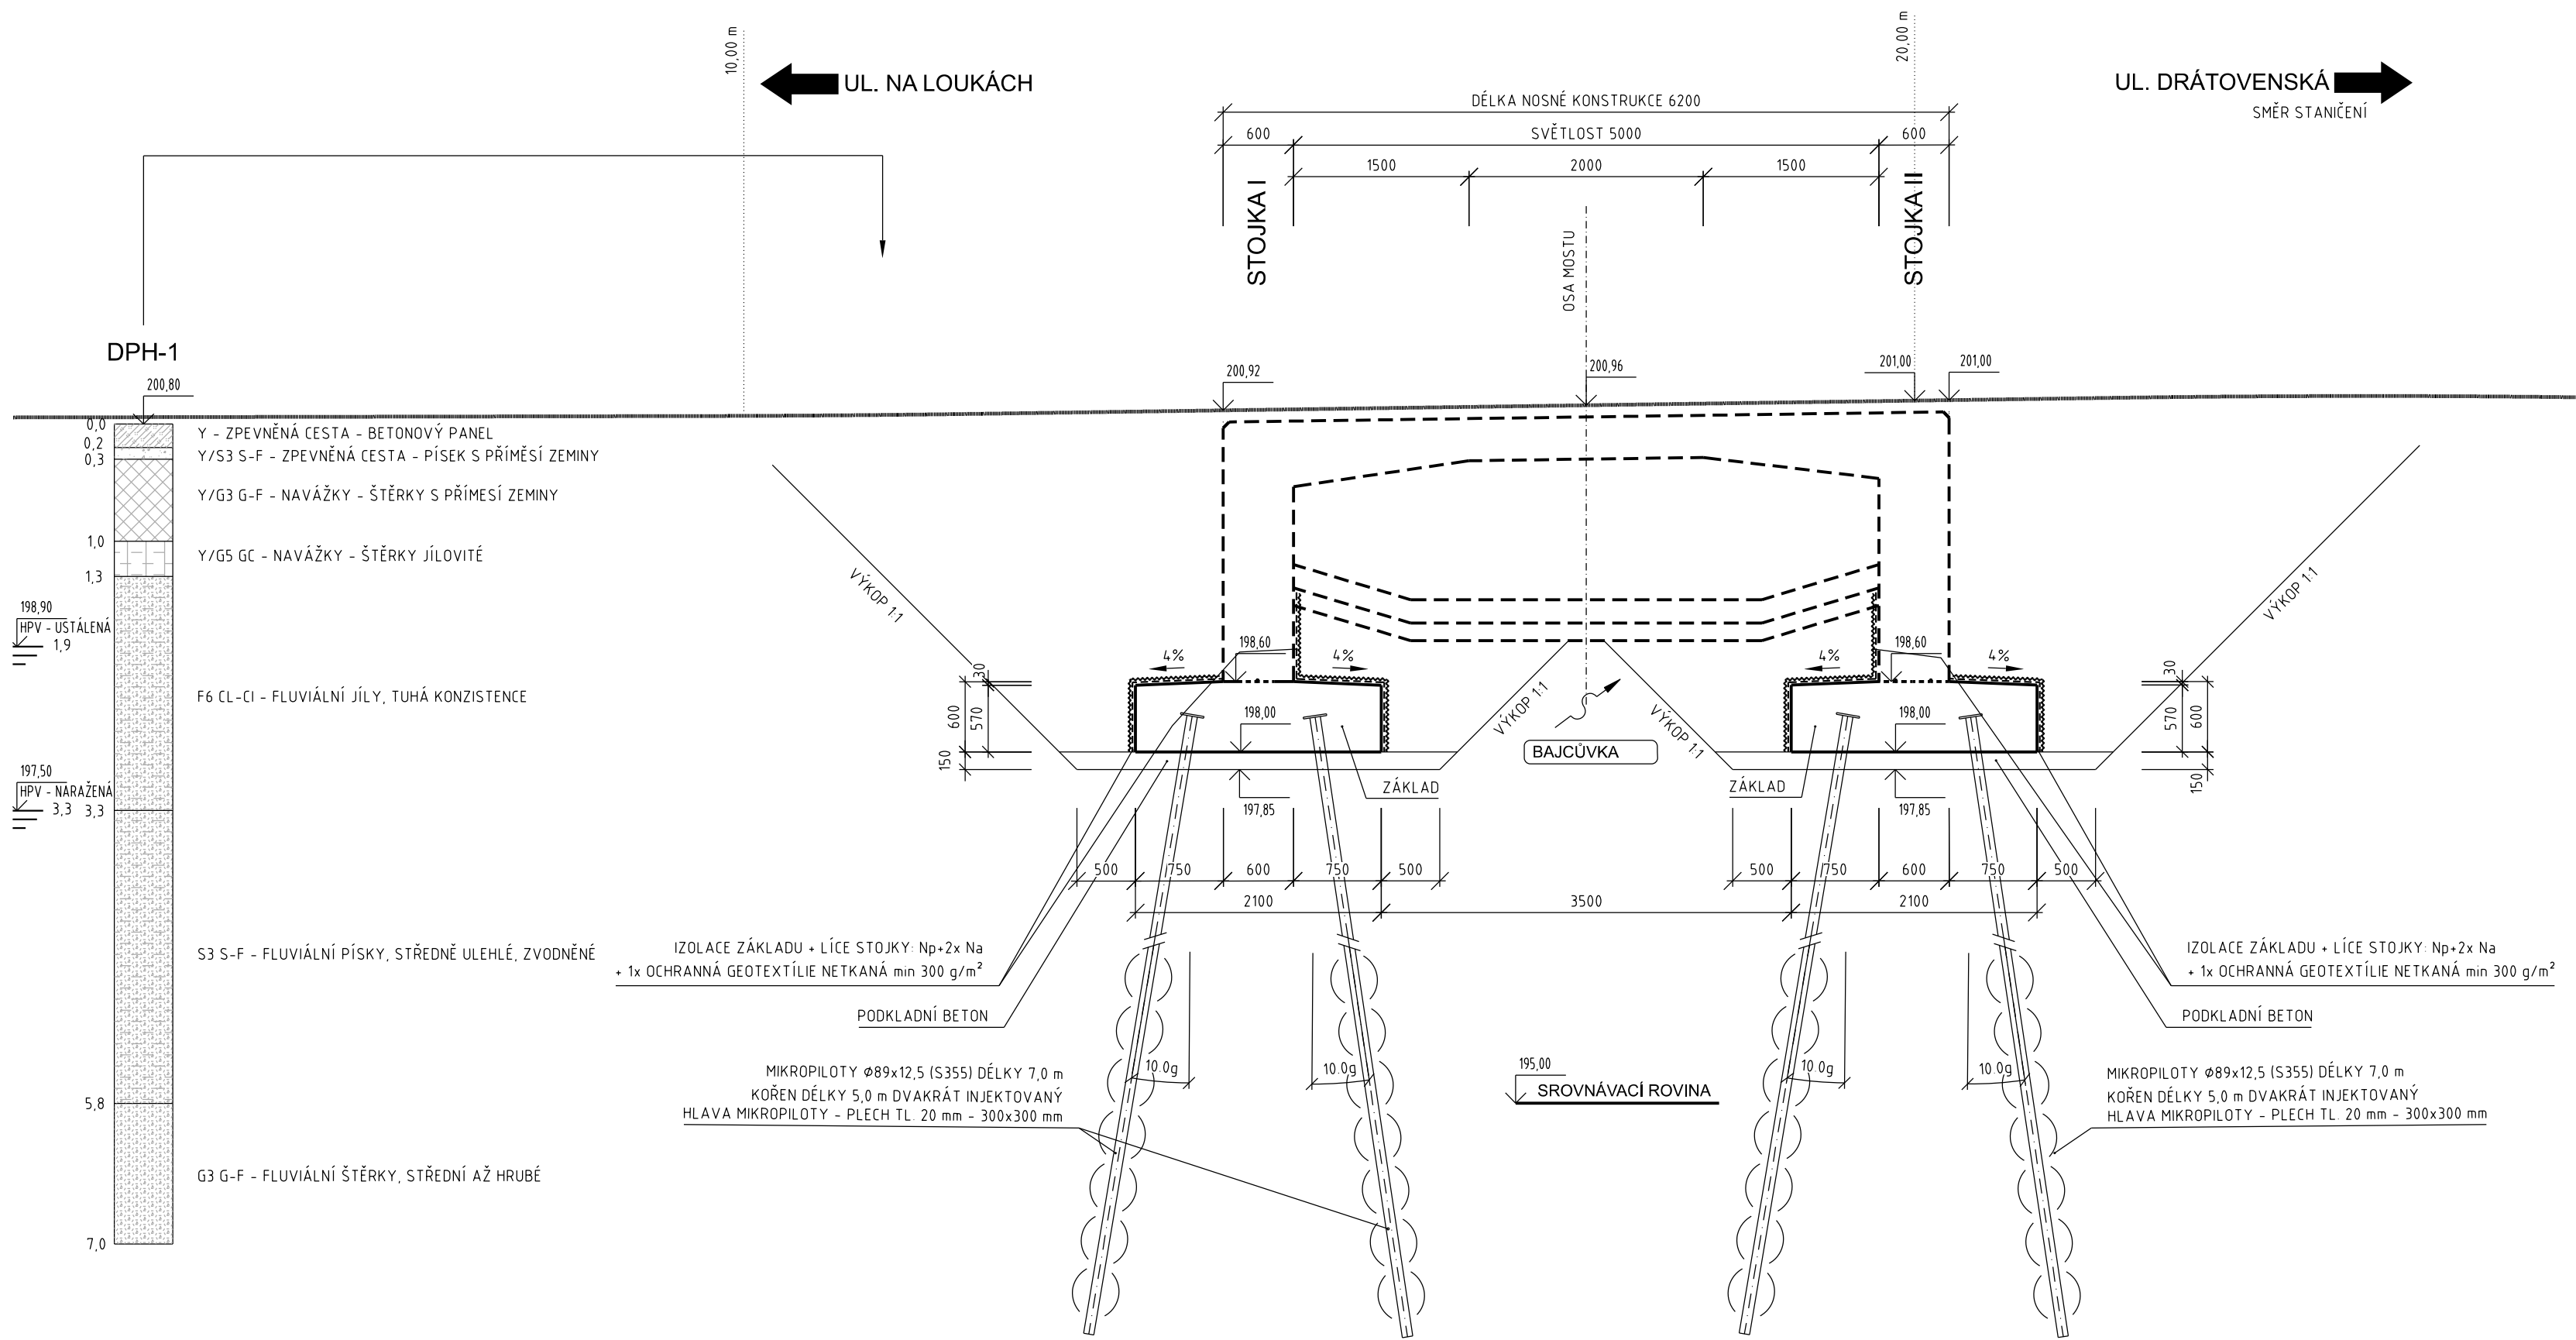 10,00 m
20,00 m
UL. NA LOUKÁCH
UL. DRÁTOVENSKÁ
SMĚR STANIČENÍ
DÉLKA NOSNÉ KONSTRUKCE 6200
600
SVĚTLOST 5000
600
1500
2000
1500
STOJKA I
OSA MOSTU
STOJKA II
DPH-1
200,80
200,92
200,96
201,00
201,00
0,0
Y - ZPEVNĚNÁ CESTA - BETONOVÝ PANEL
0,2
Y/S3 S-F - ZPEVNĚNÁ CESTA - PÍSEK S PŘÍMĚSÍ ZEMINY
0,3
Y/G3 G-F - NAVÁŽKY - ŠTĚRKY S PŘÍMESÍ ZEMINY
1,0
Y/G5 GC - NAVÁŽKY - ŠTĚRKY JÍLOVITÉ
1,3
VÝKOP 1:1
VÝKOP 1:1
198,90
HPV - USTÁLENÁ
1,9
198,60
198,60
4%
4%
4%
4%
F6 CL-CI - FLUVIÁLNÍ JÍLY, TUHÁ KONZISTENCE
30
600
570
150
30
570
600
150
VÝKOP 1:1
VÝKOP 1:1
198,00
198,00
BAJCŮVKA
197,50
HPV - NARAŽENÁ
3,3
3,3
ZÁKLAD
ZÁKLAD
197,85
197,85
500
750
600
750
500
500
750
600
750
500
2100
3500
2100
S3 S-F - FLUVIÁLNÍ PÍSKY, STŘEDNĚ ULEHLÉ, ZVODNĚNÉ
IZOLACE ZÁKLADU + LÍCE STOJKY: Np+2x Na
+ 1x OCHRANNÁ GEOTEXTÍLIE NETKANÁ min 300 g/m²
IZOLACE ZÁKLADU + LÍCE STOJKY: Np+2x Na
+ 1x OCHRANNÁ GEOTEXTÍLIE NETKANÁ min 300 g/m²
PODKLADNÍ BETON
PODKLADNÍ BETON
10.0g
10.0g
10.0g
10.0g
195,00
SROVNÁVACÍ ROVINA
MIKROPILOTY Ø89x12,5 (S355) DÉLKY 7,0 m
KOŘEN DÉLKY 5,0 m DVAKRÁT INJEKTOVANÝ
HLAVA MIKROPILOTY - PLECH TL. 20 mm - 300x300 mm
MIKROPILOTY Ø89x12,5 (S355) DÉLKY 7,0 m
KOŘEN DÉLKY 5,0 m DVAKRÁT INJEKTOVANÝ
HLAVA MIKROPILOTY - PLECH TL. 20 mm - 300x300 mm
5,8
G3 G-F - FLUVIÁLNÍ ŠTĚRKY, STŘEDNÍ AŽ HRUBÉ
7,0